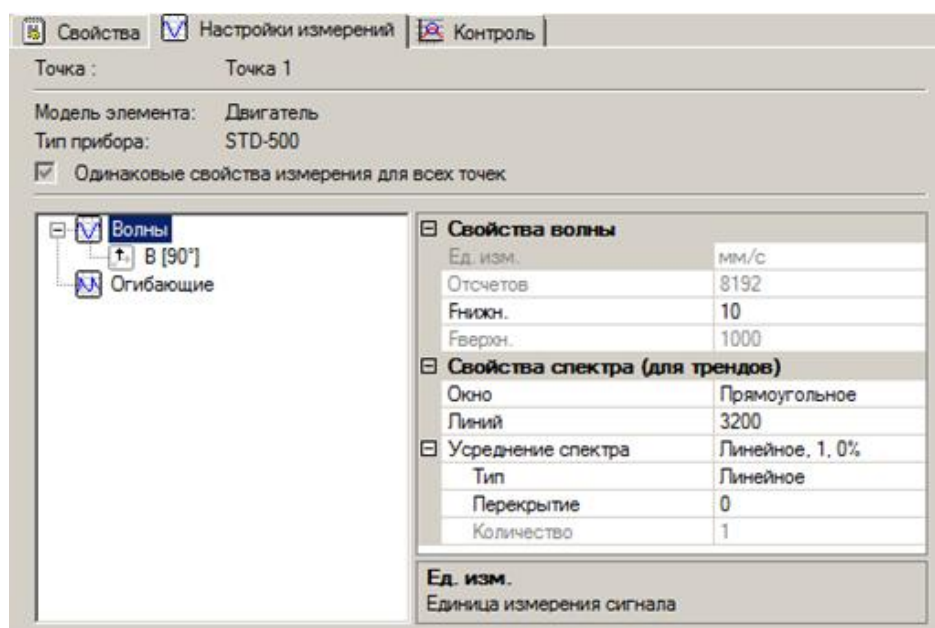 Свойства Настройки измерений Контроль
Точка : Точка 1
Модель элемента: Двигатель
Тип прибора: STD-500
Одинаковые свойства измерения для всех точек
Волны
В [90°]
Огибающие
Свойства волны
Ед. изм. мм/с
Отсчетов 8192
Fнижн. 10
Fверхн. 1000
Свойства спектра (для трендов)
Окно Прямоугольное
Линий 3200
Усреднение спектра Линейное, 1, 0%
Тип Линейное
Перекрытие 0
Количество 1
Ед. изм.
Единица измерения сигнала